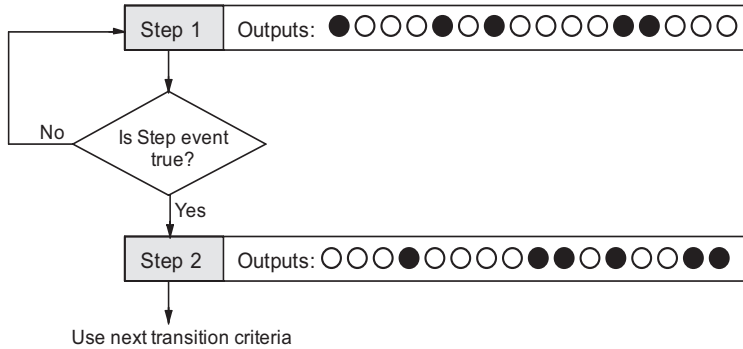 Step 1 Outputs:
No
Is Step event
true?
Yes
Step 2 Outputs:
Use next transition criteria